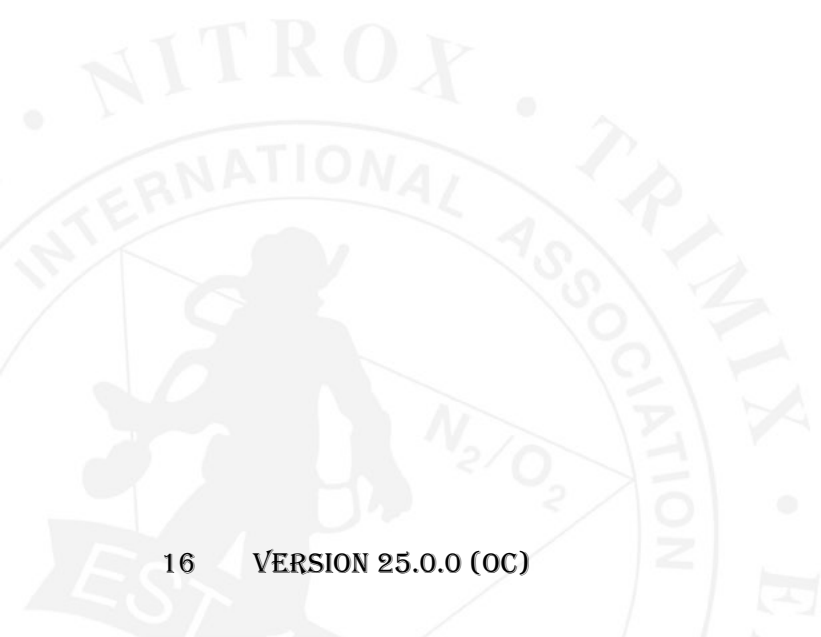 • NITROX • TRIMIX •
INTERNATIONAL ASSOCIATION
N₂/O₂
EST
16 VERSION 25.0.0 (OC)